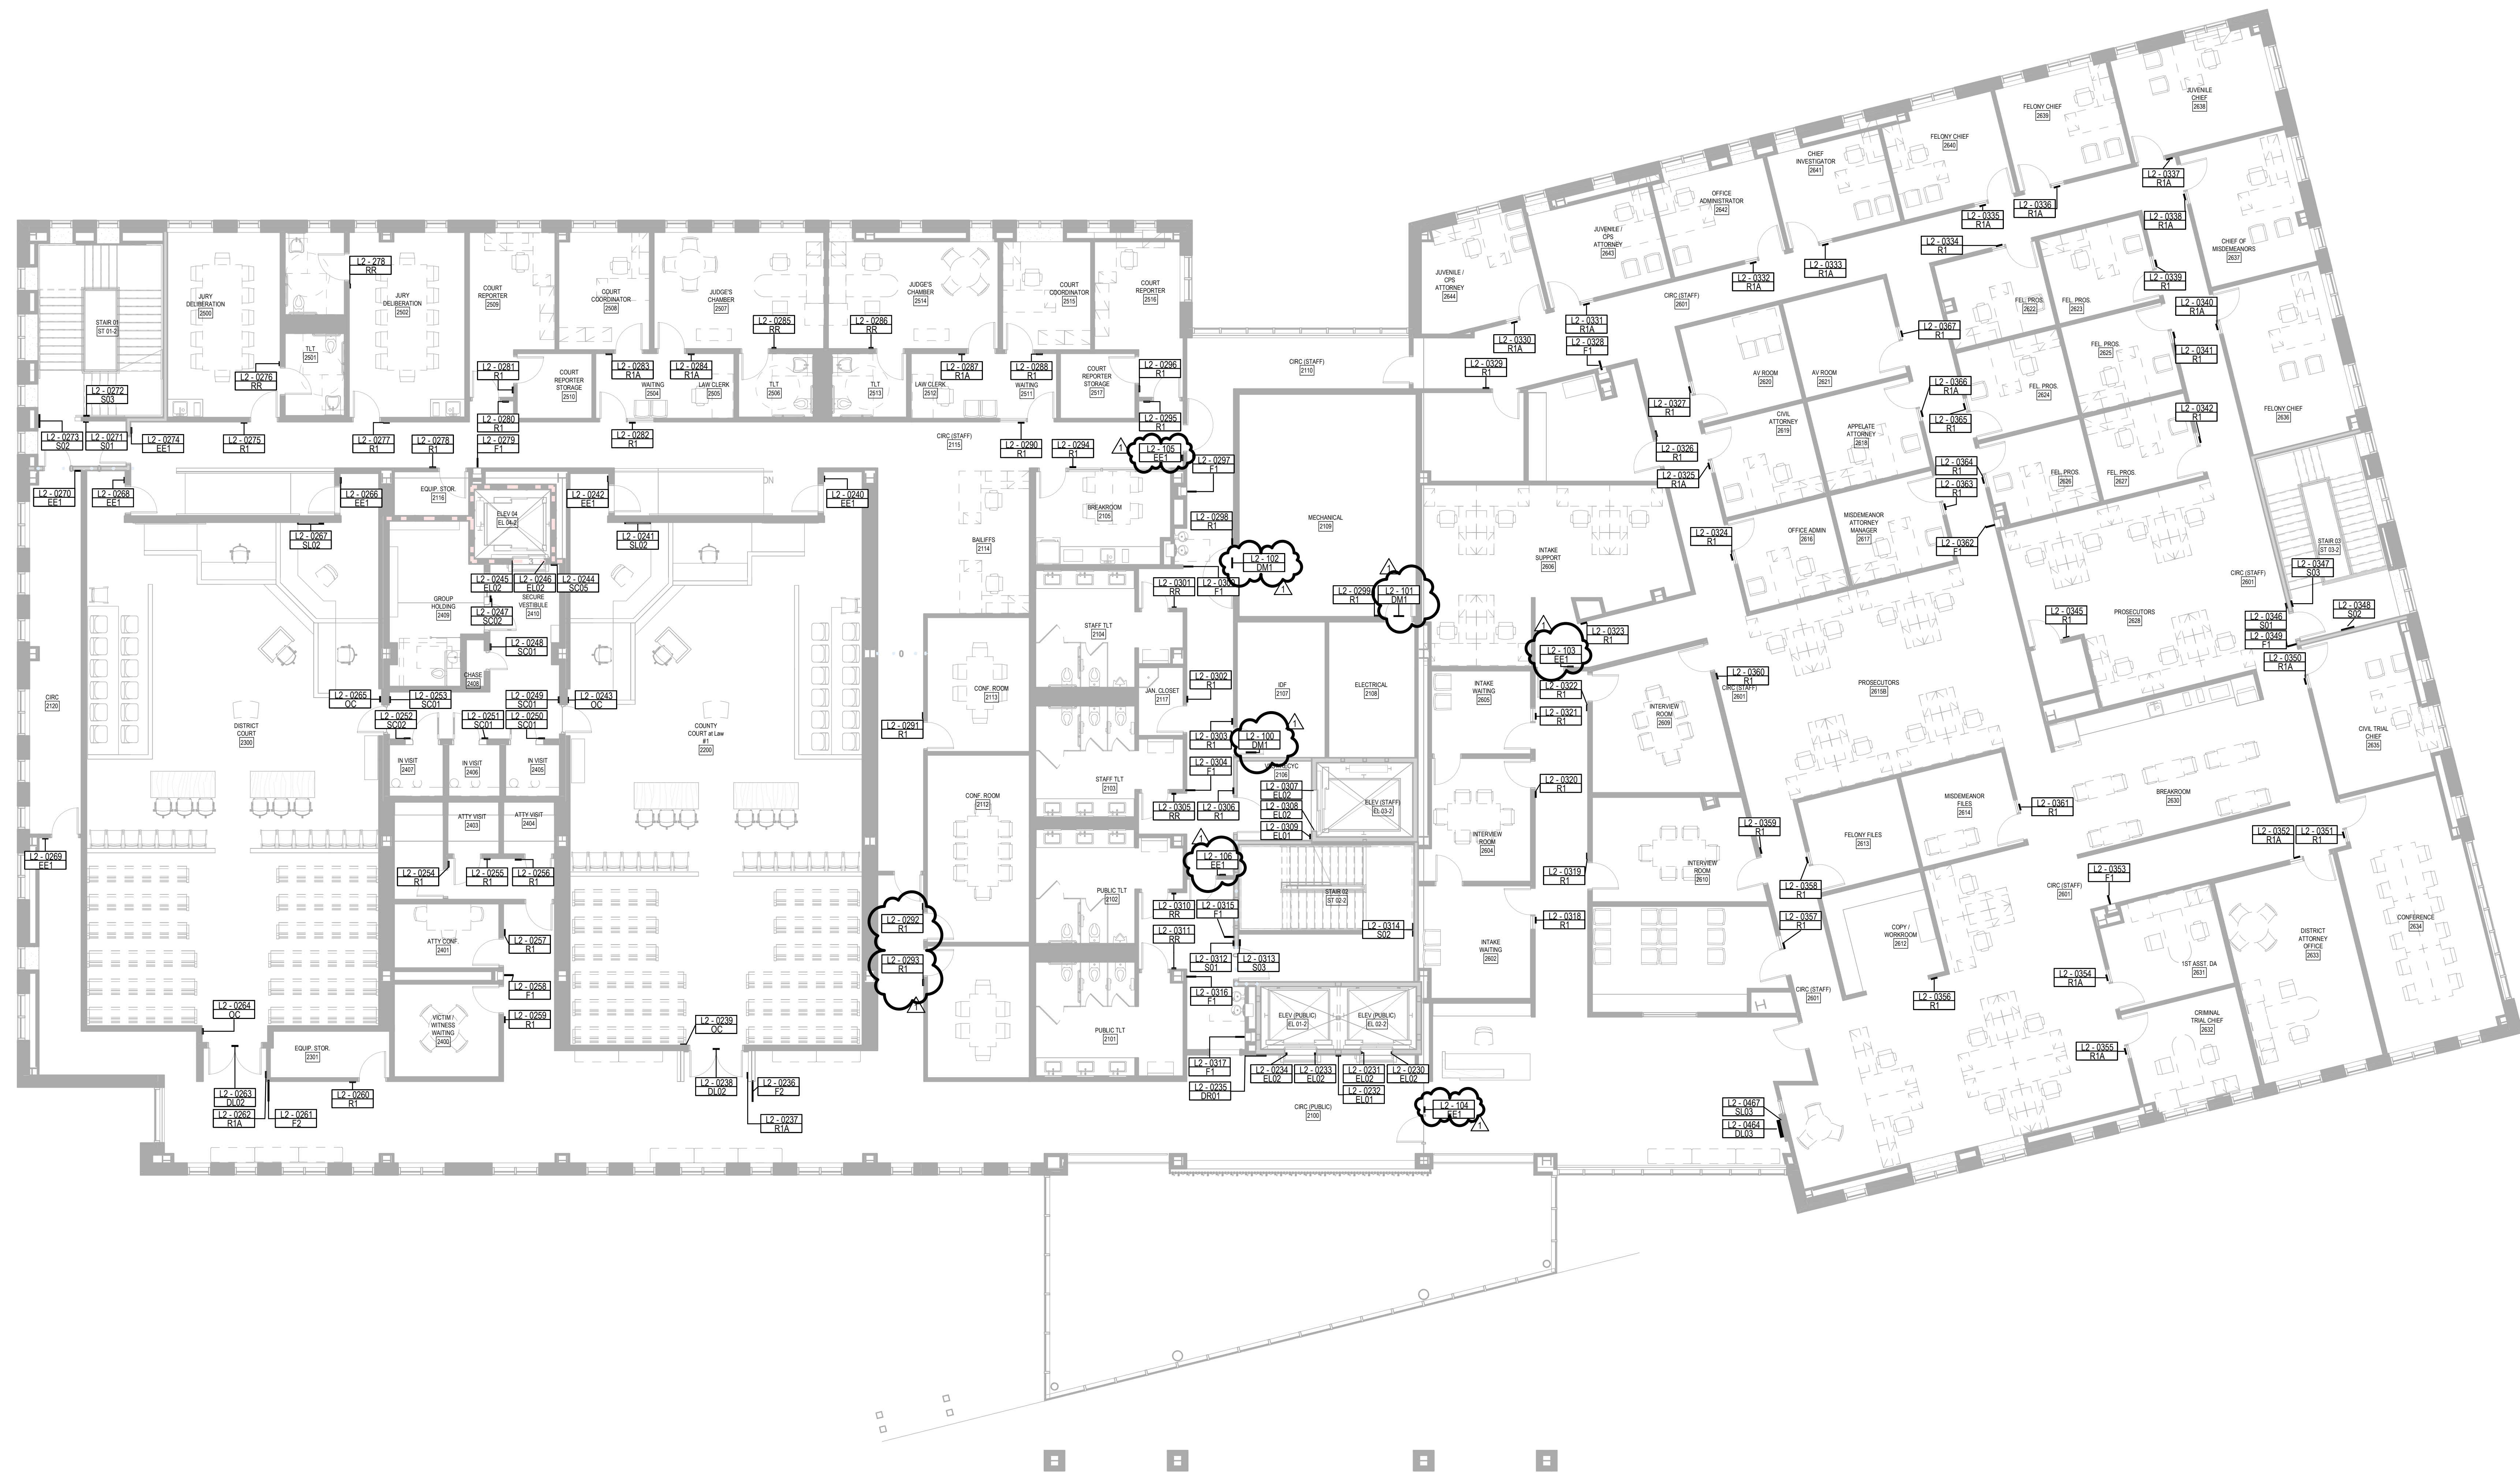 JUVENILE
CHIEF
2638
FELONY CHIEF
2639
FELONY CHIEF
2640
CHIEF
INVESTIGATOR
2641
OFFICE
ADMINISTRATOR
2642
JUVENILE /
CPS
ATTORNEY
2643
JUVENILE /
CPS
ATTORNEY
2644
CHIEF OF
MISDEMEANORS
2637
L2 - 0337
R1A
L2 - 0336
R1A
L2 - 0335
R1A
L2 - 0338
R1A
L2 - 0334
R1
L2 - 0333
R1A
L2 - 0332
R1A
L2 - 0339
R1
L2 - 0340
R1A
L2 - 0331
R1A
L2 - 0328
F1
L2 - 0330
R1A
L2 - 0329
R1
CIRC (STAFF)
2601
FEL. PROS.
2622
FEL. PROS.
2623
L2 - 0367
R1
FEL. PROS.
2625
L2 - 0341
R1
AV ROOM
2620
AV ROOM
2621
L2 - 0366
R1A
FEL. PROS.
2624
L2 - 0365
R1
L2 - 0342
R1
FELONY CHIEF
2636
L2 - 0327
R1
CIVIL
ATTORNEY
2619
APPELATE
ATTORNEY
2618
L2 - 0326
R1
L2 - 0325
R1A
L2 - 0364
R1
L2 - 0363
R1
FEL. PROS.
2626
FEL. PROS.
2627
L2 - 0324
R1
OFFICE ADMIN
2616
MISDEMEANOR
ATTORNEY
MANAGER
2617
L2 - 0362
F1
STAIR 03
ST 03-2
L2 - 0347
S03
CIRC (STAFF)
2601
L2 - 0346
S01
L2 - 0349
F1
L2 - 0348
S02
L2 - 0350
R1A
L2 - 0345
R1
PROSECUTORS
2628
STAIR 01
ST 01-2
JURY
DELIBERATION
2500
L2 - 278
RR
JURY
DELIBERATION
2502
TLT
2501
COURT
REPORTER
2509
COURT
COORDINATOR
2508
JUDGE'S
CHAMBER
2507
JUDGE'S
CHAMBER
2514
COURT
COORDINATOR
2515
COURT
REPORTER
2516
L2 - 0285
RR
L2 - 0286
RR
L2 - 0276
RR
L2 - 0281
R1
L2 - 0283
R1A
L2 - 0284
R1A
L2 - 0287
R1A
L2 - 0288
R1
L2 - 0296
R1
COURT
REPORTER
STORAGE
2510
WAITING
2504
LAW CLERK
2505
TLT
2506
TLT
2513
LAW CLERK
2512
WAITING
2511
COURT
REPORTER
STORAGE
2517
L2 - 0272
S03
L2 - 0273
S02
L2 - 0271
S01
L2 - 0274
EE1
L2 - 0275
R1
L2 - 0277
R1
L2 - 0278
R1
L2 - 0280
R1
L2 - 0279
F1
L2 - 0282
R1
CIRC (STAFF)
2115
L2 - 0290
R1
L2 - 0294
R1
L2 - 0295
R1
1
L2 - 105
EE1
L2 - 0297
F1
CIRC (STAFF)
2110
L2 - 0270
EE1
L2 - 0268
EE1
L2 - 0266
EE1
EQUIP. STOR.
2116
ELEV 04
EL 04-2
L2 - 0242
EE1
L2 - 0240
EE1
ON
L2 - 0267
SL02
L2 - 0241
SL02
BAILIFFS
2114
BREAKROOM
2105
L2 - 0298
R1
MECHANICAL
2109
L2 - 102
DM1
1
L2 - 0245
EL02
L2 - 0246
EL02
L2 - 0244
SC05
L2 - 0247
SC02
SECURE
VESTIBULE
2410
GROUP
HOLDING
2409
L2 - 0248
SC01
CHASE
2408
L2 - 0301
RR
L2 - 0300
F1
STAFF TLT
2104
L2 - 0299
R1
1
L2 - 101
DM1
INTAKE
SUPPORT
2606
1
L2 - 103
EE1
L2 - 0323
R1
CIRC
2120
DISTRICT
COURT
2300
L2 - 0265
OC
L2 - 0253
SC01
L2 - 0249
SC01
L2 - 0243
OC
L2 - 0252
SC02
L2 - 0251
SC01
L2 - 0250
SC01
COUNTY
COURT at Law
#1
2200
0
CONF. ROOM
2113
L2 - 0291
R1
JAN. CLOSET
2117
L2 - 0302
R1
IDF
2107
ELECTRICAL
2108
INTAKE
WAITING
2605
L2 - 0322
R1
L2 - 0321
R1
INTERVIEW
ROOM
2609
L2 - 0360
R1
CIRC (STAFF)
2601
PROSECUTORS
2615B
CIVIL TRIAL
CHIEF
2635
L2 - 0303
R1
L2 - 100
DM1
1
L2 - 0304
F1
IN VISIT
2407
IN VISIT
2406
IN VISIT
2405
STAFF TLT
2103
2106
L2 - 0307
EL02
L2 - 0308
EL02
L2 - 0309
EL01
ELEV (STAFF)
EL 03-2
L2 - 0305
RR
L2 - 0306
R1
L2 - 0320
R1
CONF. ROOM
2112
ATTY VISIT
2403
ATTY VISIT
2404
INTERVIEW
ROOM
2604
L2 - 0359
R1
MISDEMEANOR
FILES
2614
L2 - 0361
R1
BREAKROOM
2630
FELONY FILES
2613
L2 - 0352
R1A
L2 - 0351
R1
L2 - 0269
EE1
L2 - 0254
R1
L2 - 0255
R1
L2 - 0256
R1
1
L2 - 106
EE1
L2 - 0319
R1
INTERVIEW
ROOM
2610
L2 - 0358
R1
CIRC (STAFF)
2601
L2 - 0353
F1
PUBLIC TLT
2102
STAIR 02
ST 02-2
L2 - 0310
RR
L2 - 0315
F1
L2 - 0311
RR
L2 - 0314
S02
L2 - 0318
R1
L2 - 0357
R1
CONFERENCE
2634
L2 - 0292
R1
L2 - 0293
R1
1
ATTY CONF.
2401
L2 - 0257
R1
L2 - 0312
S01
L2 - 0313
S03
INTAKE
WAITING
2602
COPY /
WORKROOM
2612
DISTRICT
ATTORNEY
OFFICE
2633
1ST ASST. DA
2631
L2 - 0354
R1A
L2 - 0258
F1
L2 - 0259
R1
L2 - 0316
F1
CIRC (STAFF)
2601
L2 - 0356
R1
L2 - 0264
OC
VICTIM /
WITNESS
WAITING
2400
L2 - 0239
OC
PUBLIC TLT
2101
ELEV (PUBLIC)
EL 01-2
ELEV (PUBLIC)
EL 02-2
CRIMINAL
TRIAL CHIEF
2632
L2 - 0355
R1A
EQUIP. STOR.
2301
L2 - 0317
F1
L2 - 0234
EL02
L2 - 0233
EL02
L2 - 0231
EL02
L2 - 0230
EL02
L2 - 0235
DR01
L2 - 0232
EL01
L2 - 0263
DL02
L2 - 0260
R1
L2 - 0262
R1A
L2 - 0261
F2
L2 - 0238
DL02
L2 - 0236
F2
L2 - 0237
R1A
CIRC (PUBLIC)
2100
L2 - 104
EE1
1
L2 - 0467
SL03
L2 - 0464
DL03